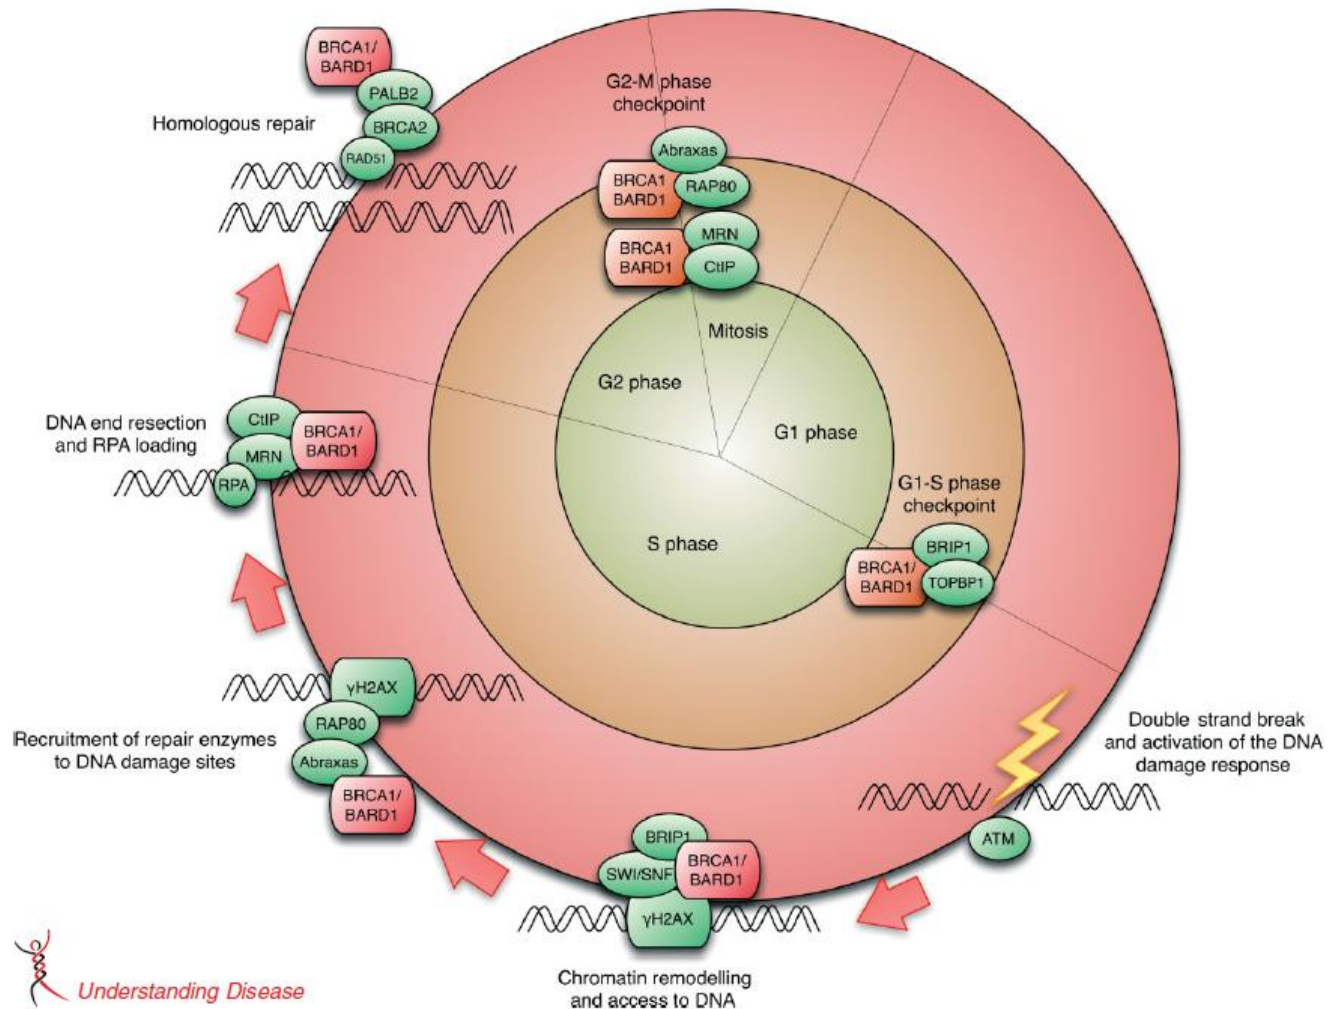 BRCA1/
BARD1
PALB2
BRCA2
RAD51
Homologous repair
G2-M phase
checkpoint
Abraxas
BRCA1
BARD1
RAP80
MRN
BRCA1
BARD1
CtIP
Mitosis
G2 phase
G1 phase
S phase
G1-S phase
checkpoint
BRIP1
BRCA1/
BARD1
TOPBP1
DNA end resection
and RPA loading
CtIP
BRCA1/
BARD1
MRN
RPA
γH2AX
RAP80
Abraxas
BRCA1/
BARD1
Recruitment of repair enzymes
to DNA damage sites
Double strand break
and activation of the DNA
damage response
ATM
BRIP1
SWI/SNF
BRCA1/
BARD1
γH2AX
Chromatin remodelling
and access to DNA
Understanding Disease